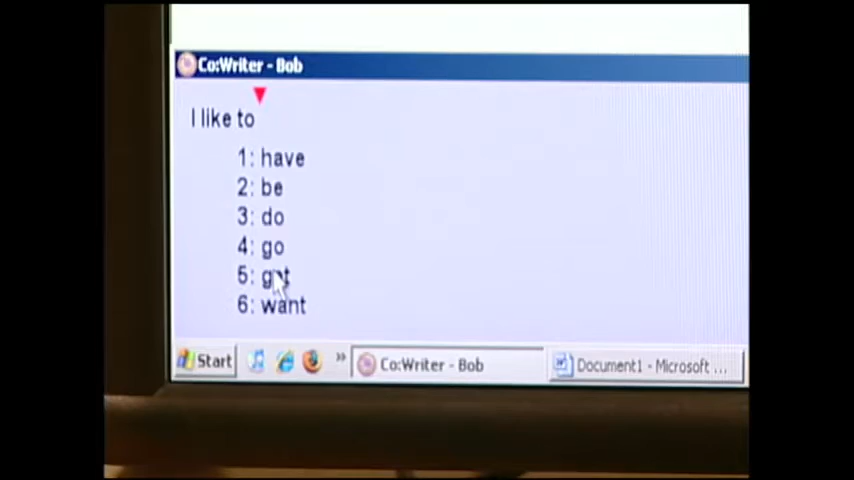 Co:Writer - Bob
I like to
1: have
2: be
3: do
4: go
5: get
6: want
Start » Co:Writer - Bob Document1 - Microsoft ...